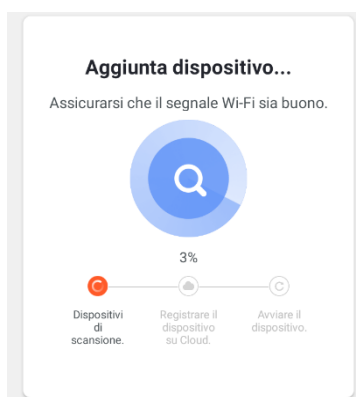 Aggiunta dispositivo...
Assicurarsi che il segnale Wi-Fi sia buono.
3%
Dispositivi
di
scansione.
Registrare il
dispositivo
su Cloud.
Avviare il
dispositivo.